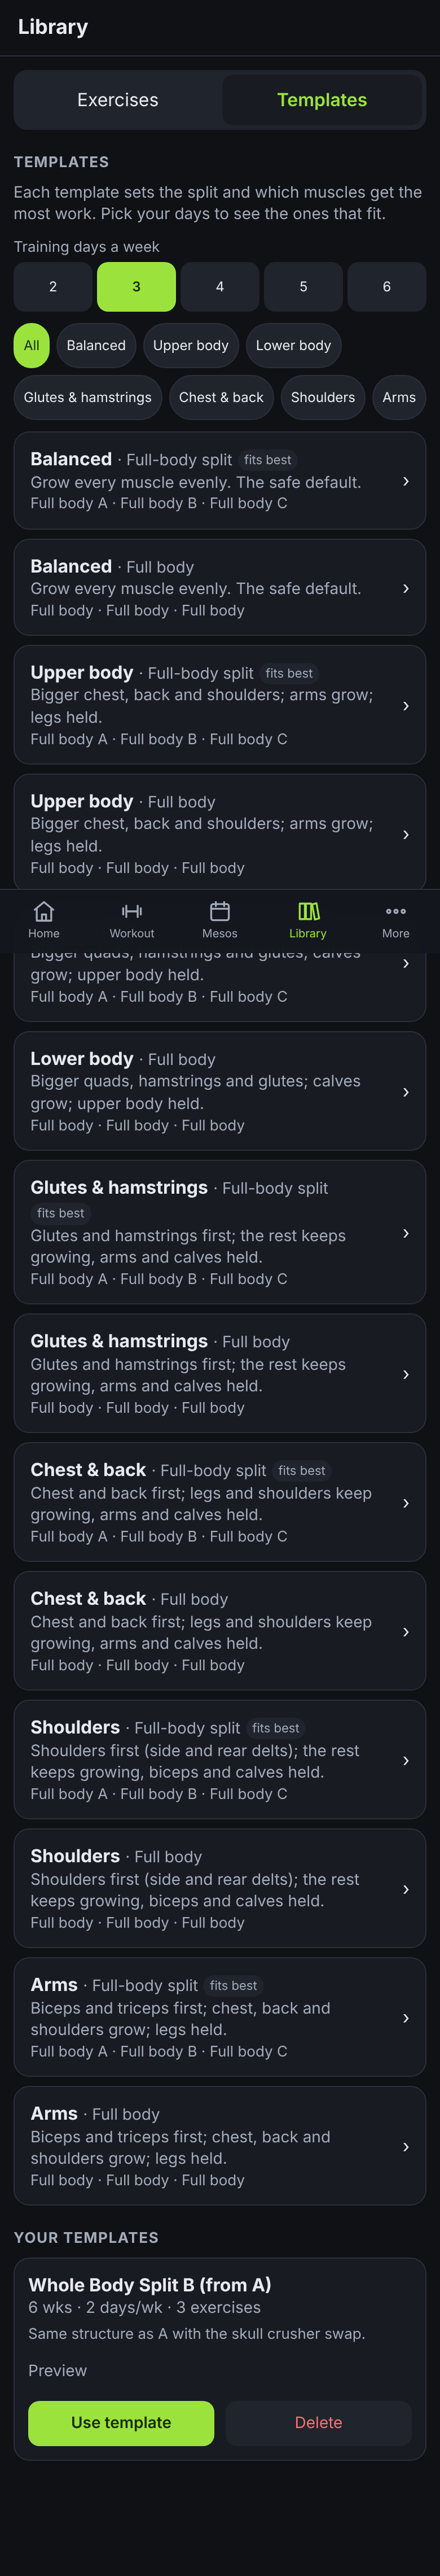 Library
Exercises
Templates
TEMPLATES
Each template sets the split and which muscles get the
most work. Pick your days to see the ones that fit.
Training days a week
2
3
4
5
6
All
Balanced
Upper body
Lower body
Glutes & hamstrings
Chest & back
Shoulders
Arms
Balanced · Full-body split fits best
Grow every muscle evenly. The safe default.
Full body A · Full body B · Full body C
Balanced · Full body
Grow every muscle evenly. The safe default.
Full body · Full body · Full body
Upper body · Full-body split fits best
Bigger chest, back and shoulders; arms grow;
legs held.
Full body A · Full body B · Full body C
Upper body · Full body
Bigger chest, back and shoulders; arms grow;
legs held.
Full body · Full body · Full body
Home
Workout
Mesos
Library
More
Bigger quads, hamstrings and glutes; calves
grow; upper body held.
Full body A · Full body B · Full body C
Lower body · Full body
Bigger quads, hamstrings and glutes; calves
grow; upper body held.
Full body · Full body · Full body
Glutes & hamstrings · Full-body split
fits best
Glutes and hamstrings first; the rest keeps
growing, arms and calves held.
Full body A · Full body B · Full body C
Glutes & hamstrings · Full body
Glutes and hamstrings first; the rest keeps
growing, arms and calves held.
Full body · Full body · Full body
Chest & back · Full-body split fits best
Chest and back first; legs and shoulders keep
growing, arms and calves held.
Full body A · Full body B · Full body C
Chest & back · Full body
Chest and back first; legs and shoulders keep
growing, arms and calves held.
Full body · Full body · Full body
Shoulders · Full-body split fits best
Shoulders first (side and rear delts); the rest
keeps growing, biceps and calves held.
Full body A · Full body B · Full body C
Shoulders · Full body
Shoulders first (side and rear delts); the rest
keeps growing, biceps and calves held.
Full body · Full body · Full body
Arms · Full-body split fits best
Biceps and triceps first; chest, back and
shoulders grow; legs held.
Full body A · Full body B · Full body C
Arms · Full body
Biceps and triceps first; chest, back and
shoulders grow; legs held.
Full body · Full body · Full body
YOUR TEMPLATES
Whole Body Split B (from A)
6 wks · 2 days/wk · 3 exercises
Same structure as A with the skull crusher swap.
Preview
Use template
Delete